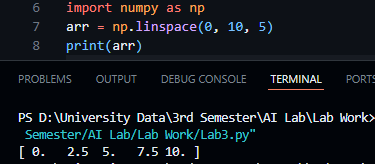 6 import numpy as np
7 arr = np.linspace(0, 10, 5)
8 print(arr)
PROBLEMS OUTPUT DEBUG CONSOLE TERMINAL PORTS
PS D:\University Data\3rd Semester\AI Lab\Lab Work>
Semester/AI Lab/Lab Work/Lab3.py"
[ 0. 2.5 5. 7.5 10. ]